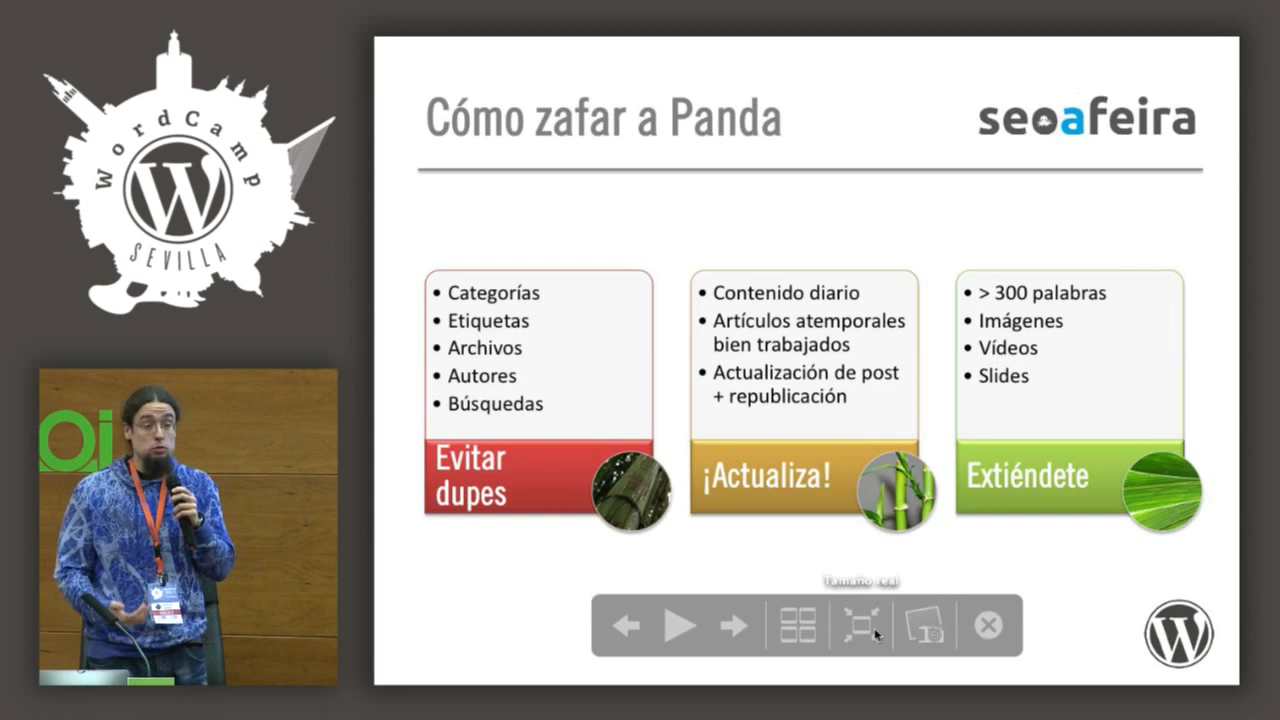 WordCamp
SEVILLA
Cómo zafar a Panda
seoafeira
• Categorías
• Etiquetas
• Archivos
• Autores
• Búsquedas
Evitar
dupes
• Contenido diario
• Artículos atemporales
bien trabajados
• Actualización de post
+ republicación
¡Actualiza!
• > 300 palabras
• Imágenes
• Vídeos
• Slides
Extiéndete
Tamaño real